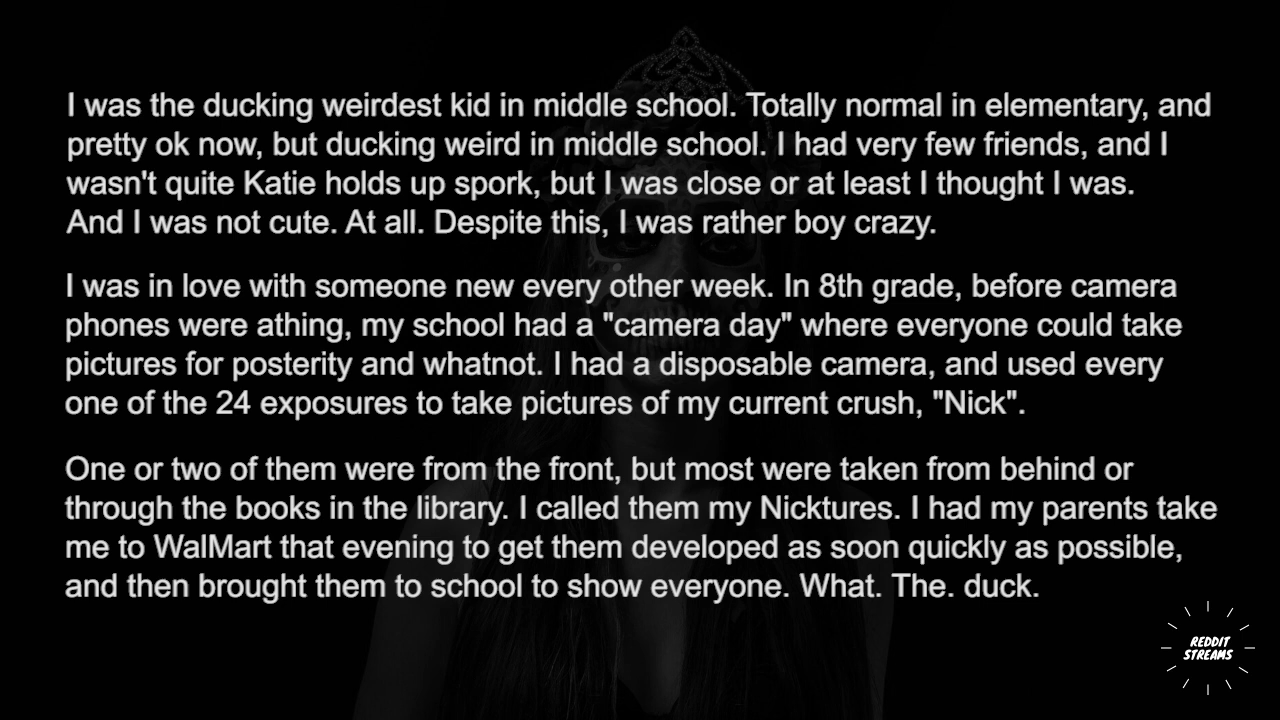 I was the ducking weirdest kid in middle school. Totally normal in elementary, and
pretty ok now, but ducking weird in middle school. I had very few friends, and I
wasn't quite Katie holds up spork, but I was close or at least I thought I was.
And I was not cute. At all. Despite this, I was rather boy crazy.
I was in love with someone new every other week. In 8th grade, before camera
phones were athing, my school had a "camera day" where everyone could take
pictures for posterity and whatnot. I had a disposable camera, and used every
one of the 24 exposures to take pictures of my current crush, "Nick".
One or two of them were from the front, but most were taken from behind or
through the books in the library. I called them my Nicktures. I had my parents take
me to WalMart that evening to get them developed as soon quickly as possible,
and then brought them to school to show everyone. What. The. duck.
REDDIT
STREAMS